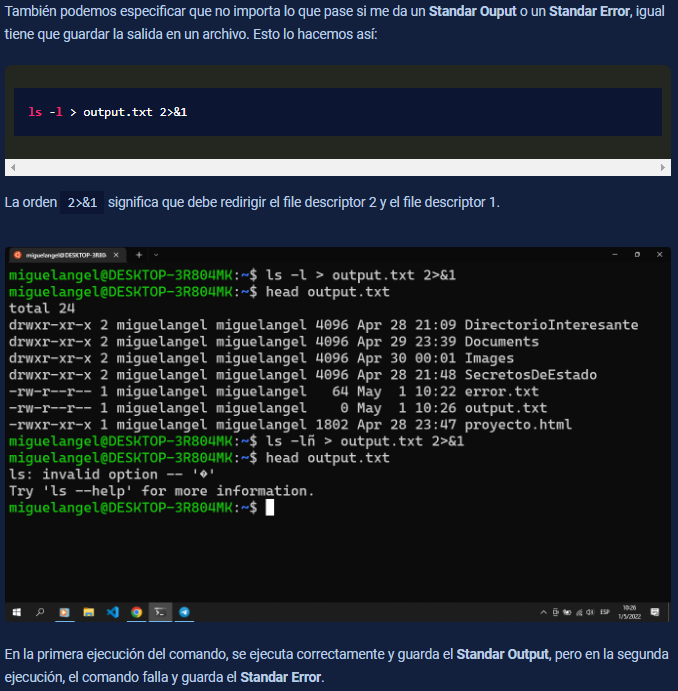 También podemos especificar que no importa lo que pase si me da un Standar Ouput o un Standar Error, igual
tiene que guardar la salida en un archivo. Esto lo hacemos así:
ls -l > output.txt 2>&1
La orden 2>&1 significa que debe redirigir el file descriptor 2 y el file descriptor 1.
miguelangel@DESKTOP-3R80
miguelangel@DESKTOP-3R804MK:~$ ls -l > output.txt 2>&1
miguelangel@DESKTOP-3R804MK:~$ head output.txt
total 24
drwxr-xr-x 2 miguelangel miguelangel 4096 Apr 28 21:09 DirectorioInteresante
drwxr-xr-x 2 miguelangel miguelangel 4096 Apr 29 23:39 Documents
drwxr-xr-x 2 miguelangel miguelangel 4096 Apr 30 00:01 Images
drwxr-xr-x 2 miguelangel miguelangel 4096 Apr 28 21:48 SecretosDeEstado
-rw-r--r-- 1 miguelangel miguelangel 64 May 1 10:22 error.txt
-rw-r--r-- 1 miguelangel miguelangel 0 May 1 10:26 output.txt
-rwxr-xr-x 1 miguelangel miguelangel 1802 Apr 28 23:47 proyecto.html
miguelangel@DESKTOP-3R804MK:~$ ls -lñ > output.txt 2>&1
miguelangel@DESKTOP-3R804MK:~$ head output.txt
ls: invalid option -- '�'
Try 'ls --help' for more information.
miguelangel@DESKTOP-3R804MK:~$
ESP
10:26
1/5/2022
En la primera ejecución del comando, se ejecuta correctamente y guarda el Standar Output, pero en la segunda
ejecución, el comando falla y guarda el Standar Error.